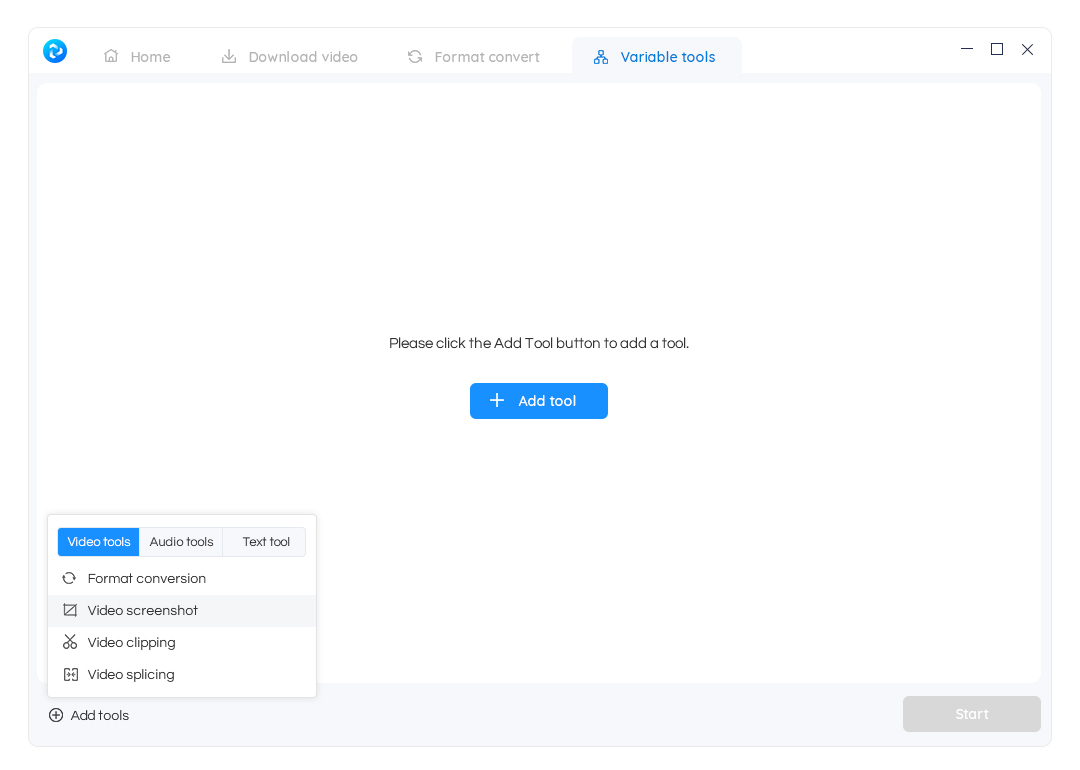 Home
Download video
Format convert
Variable tools
Please click the Add Tool button to add a tool.
Add tool
Video tools
Audio tools
Text tool
Format conversion
Video screenshot
Video clipping
Video splicing
Add tools
Start